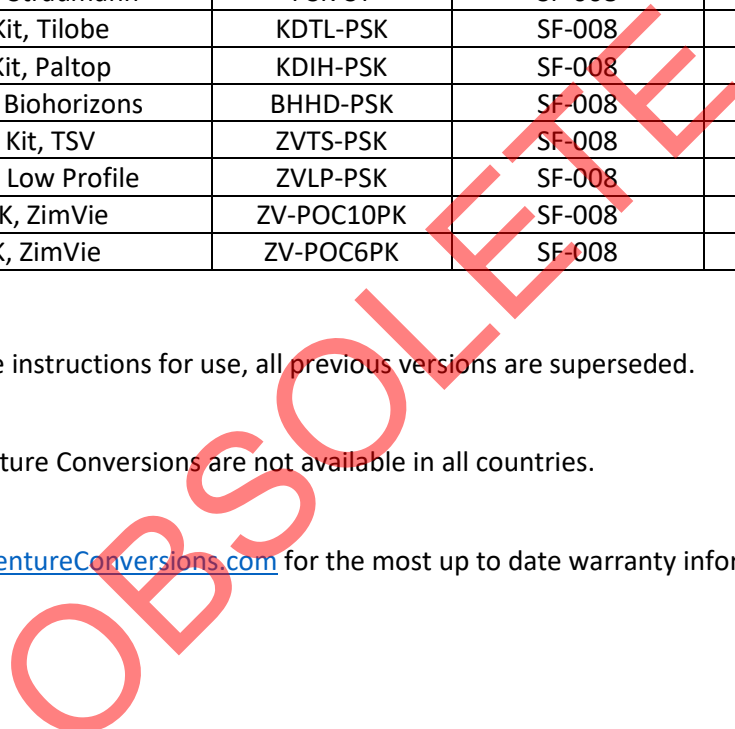 Kit, Tilobe KDTL-PSK SF-008
Kit, Paltop KDIH-PSK SF-008
Biohorizons BHHD-PSK SF-008
Kit, TSV ZVTS-PSK SF-008
Low Profile ZVLP-PSK SF-008
K, ZimVie ZV-POC10PK SF-008
K, ZimVie ZV-POC6PK SF-008
e instructions for use, all previous versions are superseded.
ture Conversions are not available in all countries.
entureConversions.com for the most up to date warranty infor
OBSOLETE